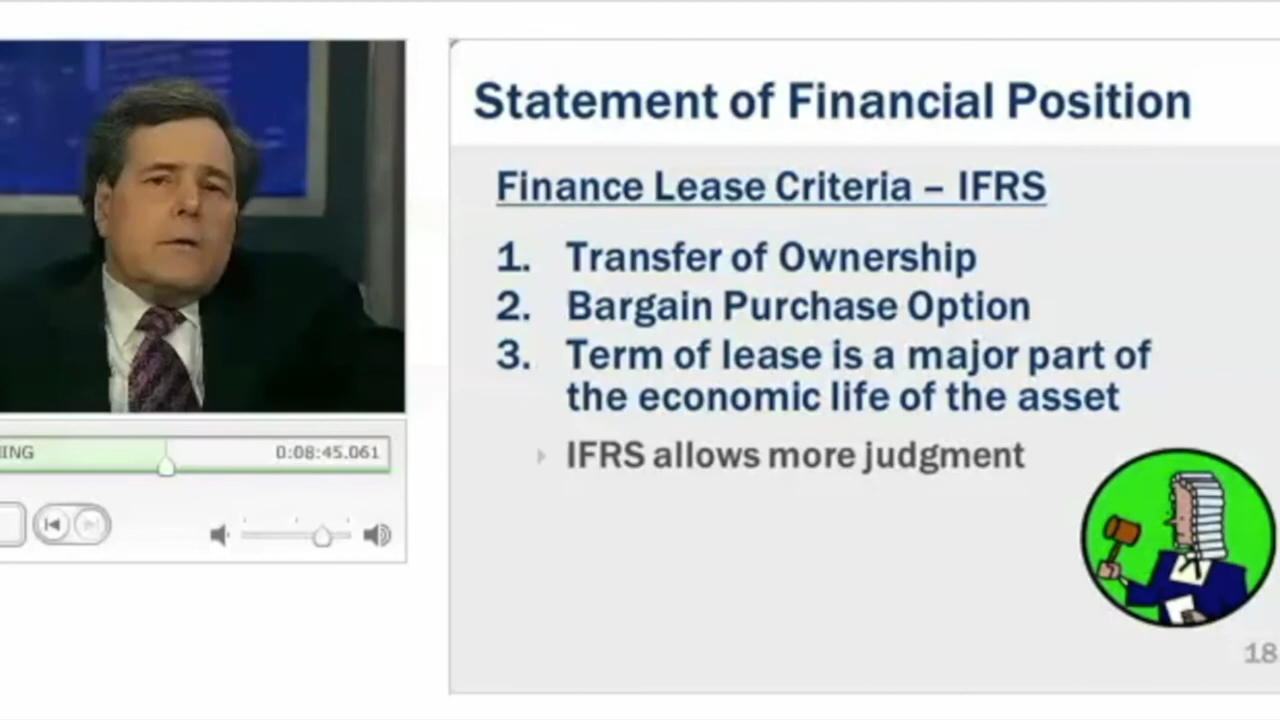 Statement of Financial Position
Finance Lease Criteria – IFRS
1. Transfer of Ownership
2. Bargain Purchase Option
3. Term of lease is a major part of
the economic life of the asset
IFRS allows more judgment
0:08:45.061
18